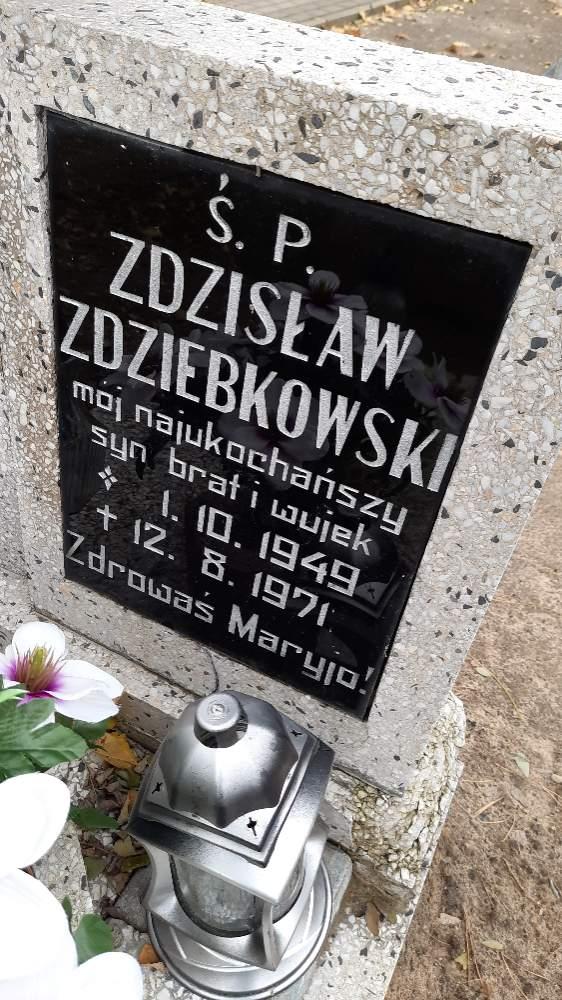 Ś. P.
ZDZISŁAW
ZDZIEBKOWSKI
mój najukochańszy
syn brat i wujek
1. 10. 1949
✝ 12. 8. 1971
Zdrowaś Maryjo!